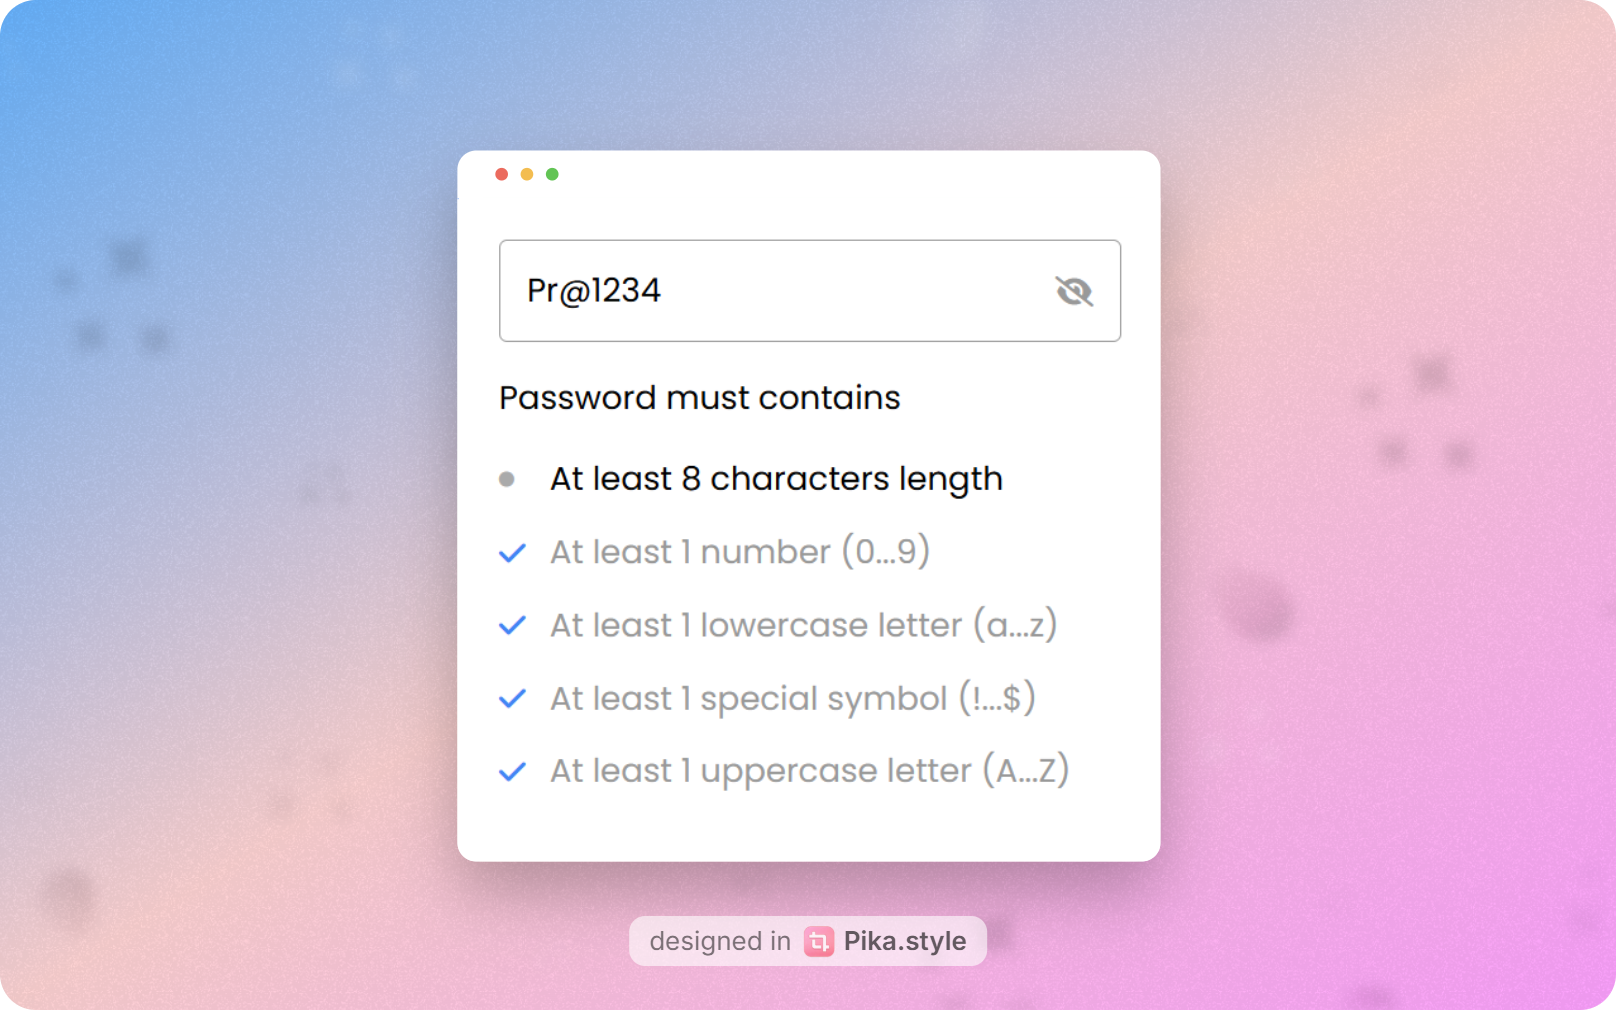 Pr@1234
Password must contains
At least 8 characters length
At least 1 number (0...9)
At least 1 lowercase letter (a...z)
At least 1 special symbol (!...$)
At least 1 uppercase letter (A...Z)
designed in Pika.style